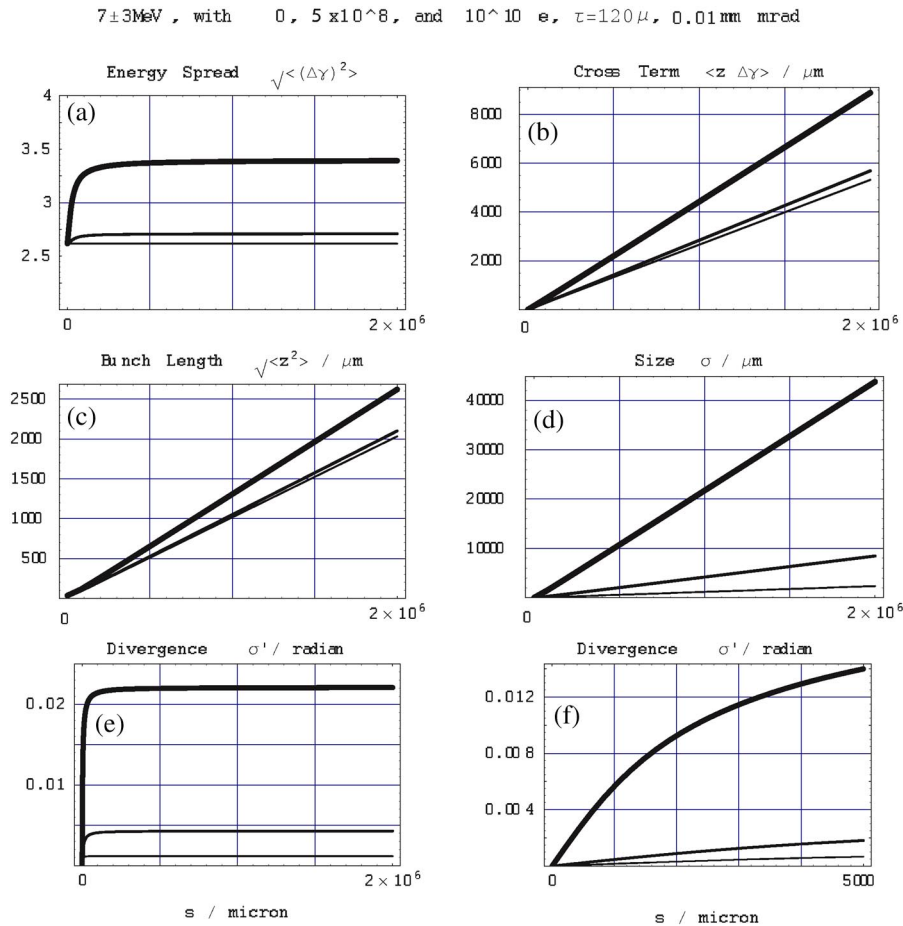 7±3MeV , with 0, 5 x10^8, and 10^10 e, τ=120μ, 0.01mm mrad
Energy Spread √<(Δγ)²>
(a)
4
3.5
3
2.5
0
2 × 10⁶
Cross Term <z Δγ> / μm
(b)
8000
6000
4000
2000
0
2 × 10⁶
Bunch Length √<z²> / μm
(c)
2500
2000
1500
1000
500
0
2 × 10⁶
Size σ / μm
(d)
40000
20000
10000
0
2 × 10⁶
Divergence σ'/ radian
(e)
0.02
0.01
0
2 × 10⁶
s / micron
Divergence σ'/ radian
(f)
0.012
0.008
0.004
0
5000
s / micron